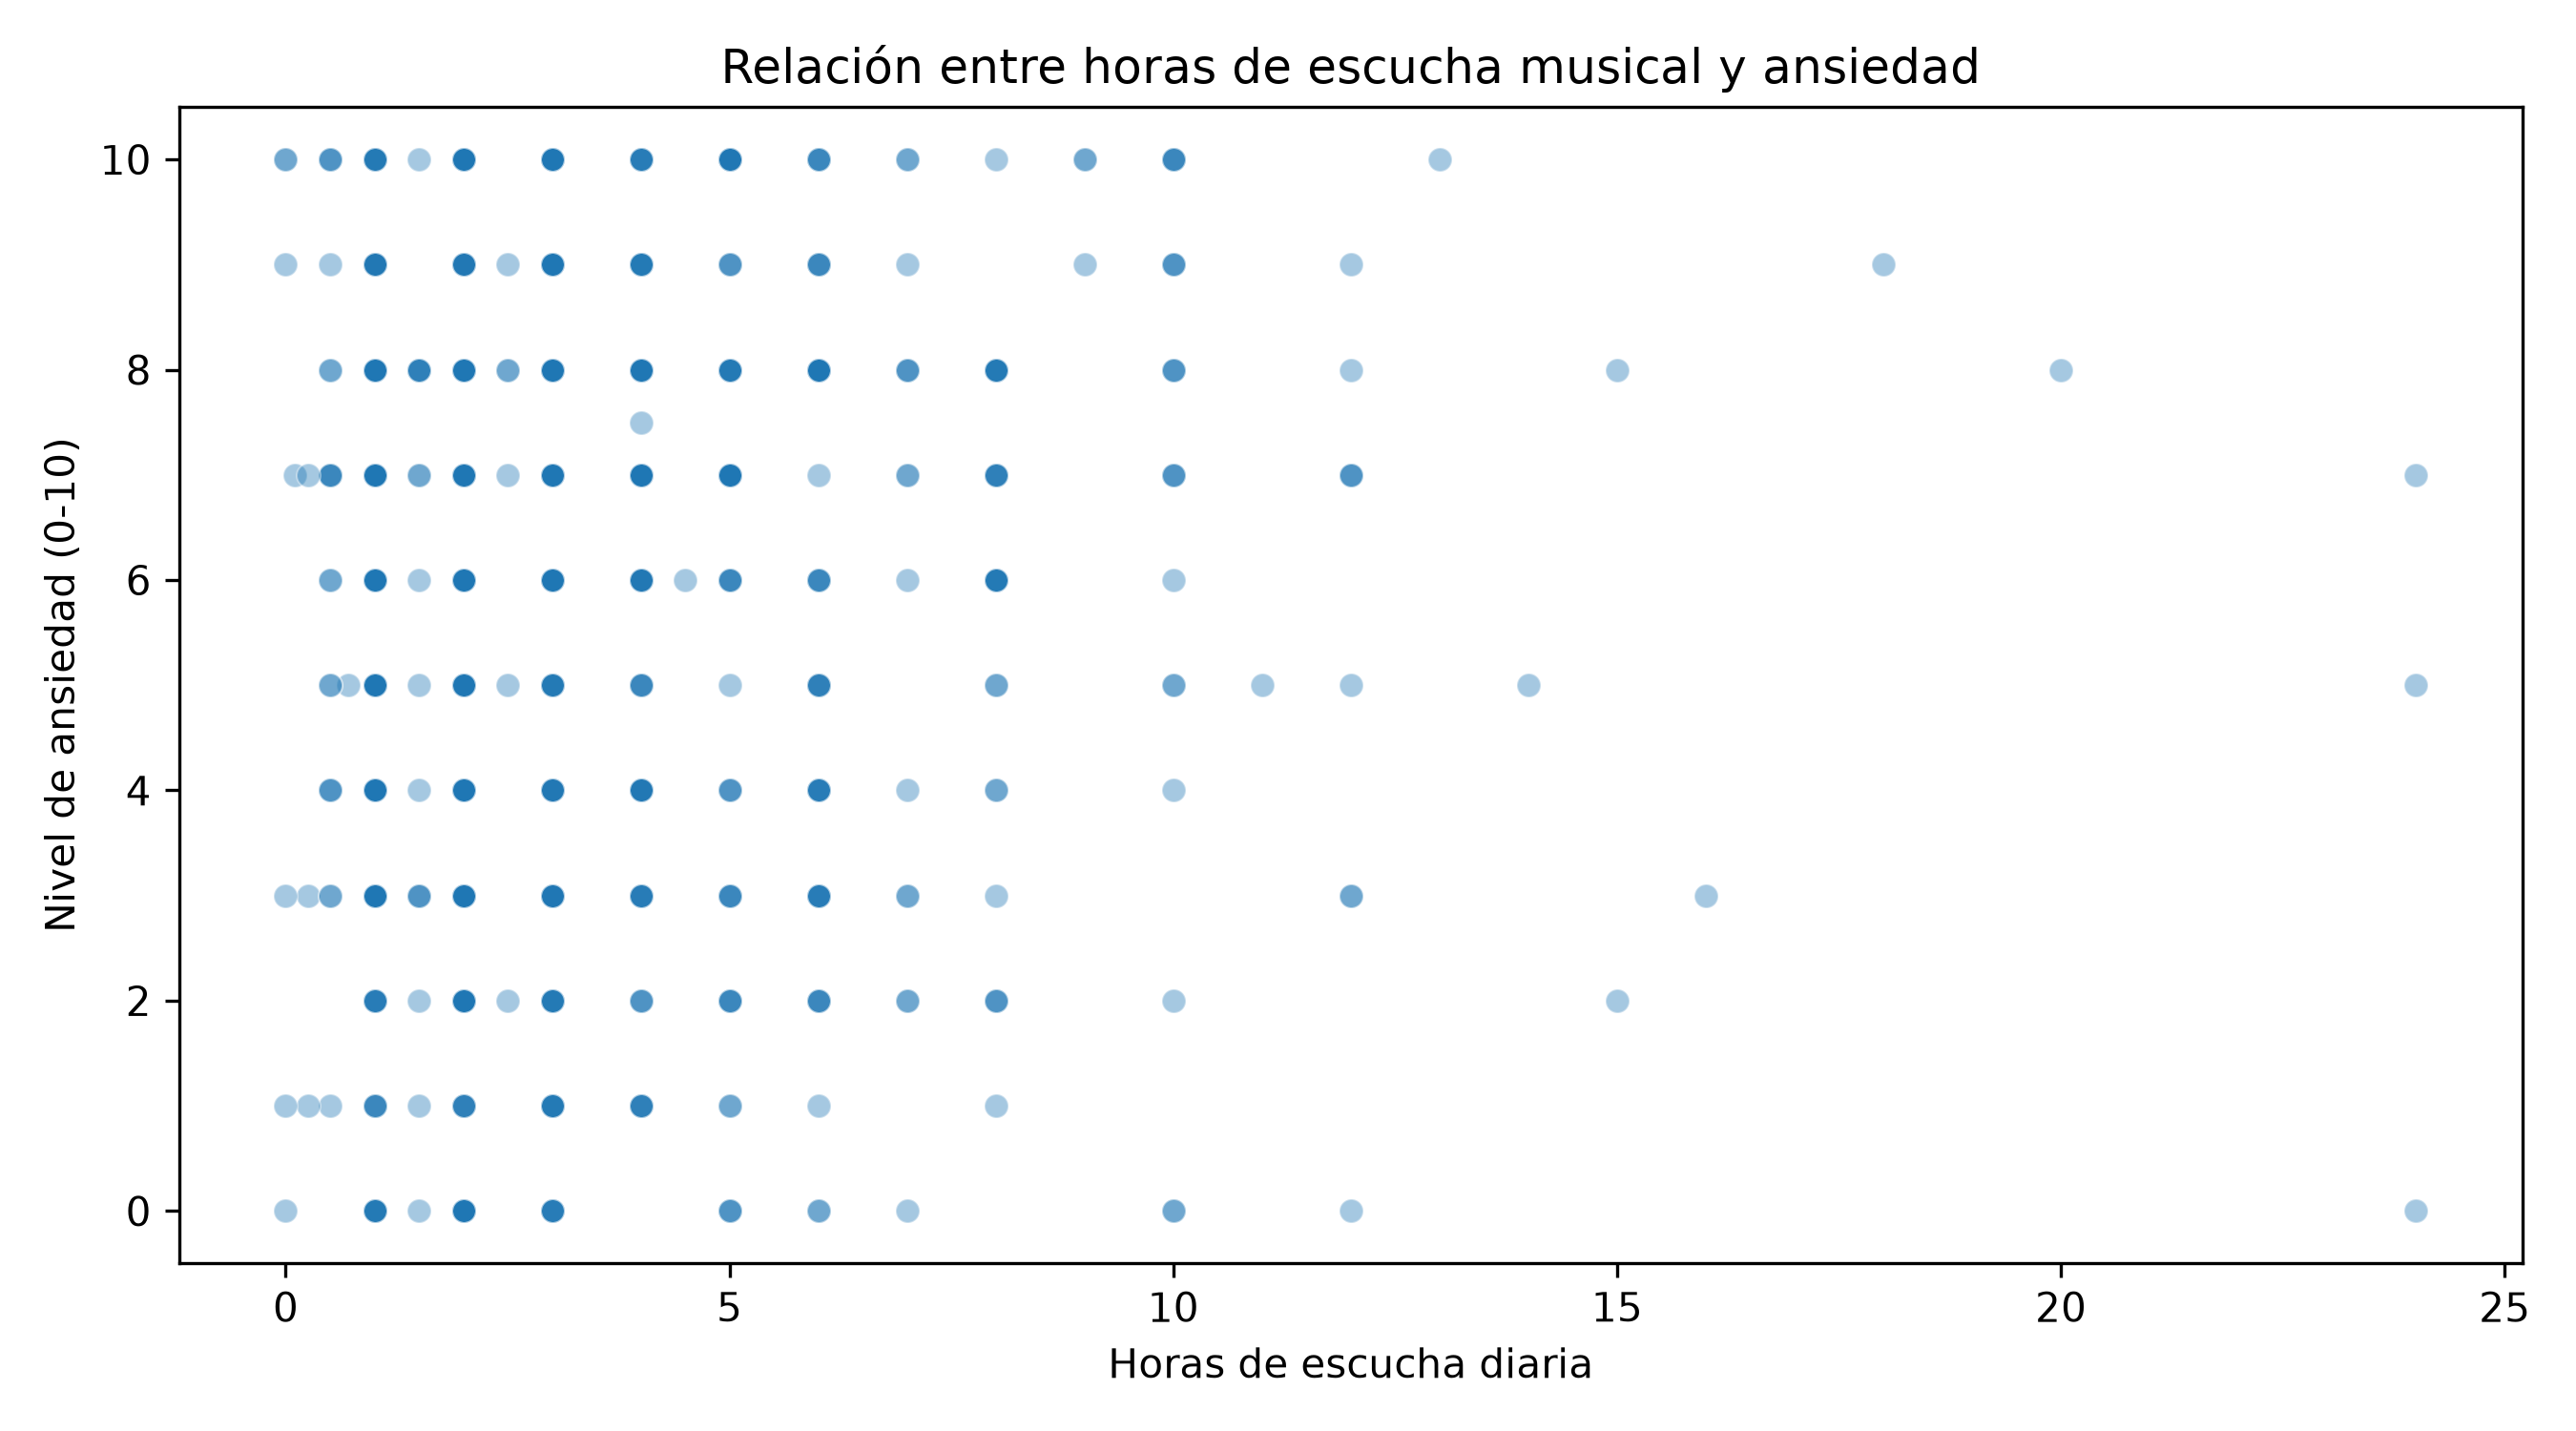 Relación entre horas de escucha musical y ansiedad
Nivel de ansiedad (0-10)
10
8
6
4
2
0
0 5 10 15 20 25
Horas de escucha diaria